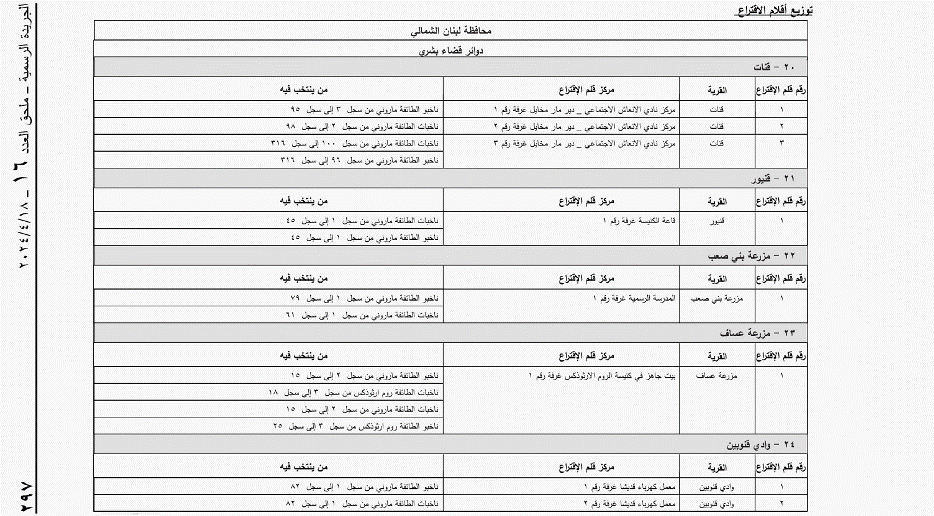 توزيع أقلام الإقتراع
محافظة لبنان الشمالي
دوائر قضاء بشري
٢٠ - قنات
رقم قلم الإقتراع القرية مركز قلم الإقتراع من ينتخب فيه
١ قنات مركز نادي الانعاش الاجتماعي _ دير مار مخايل غرفة رقم ١ ناخبو الطائفة ماروني من سجل ٣ إلى سجل ٩٥
٢ قنات مركز نادي الانعاش الاجتماعي _ دير مار مخايل غرفة رقم ٢ ناخبات الطائفة ماروني من سجل ٢ إلى سجل ٩٨
٣ قنات مركز نادي الانعاش الاجتماعي _ دير مار مخايل غرفة رقم ٣ ناخبات الطائفة ماروني من سجل ١٠٠ إلى سجل ٣١٦
ناخبو الطائفة ماروني من سجل ٩٦ إلى سجل ٣١٦
٢١ - قنيور
رقم قلم الإقتراع القرية مركز قلم الإقتراع من ينتخب فيه
١ قنيور قاعة الكنيسة غرفة رقم ١ ناخبات الطائفة ماروني من سجل ١ إلى سجل ٤٥
ناخبو الطائفة ماروني من سجل ١ إلى سجل ٤٥
٢٢ - مزرعة بني صعب
رقم قلم الإقتراع القرية مركز قلم الإقتراع من ينتخب فيه
١ مزرعة بني صعب المدرسة الرسمية غرفة رقم ١ ناخبو الطائفة ماروني من سجل ١ إلى سجل ٧٩
ناخبات الطائفة ماروني من سجل ١ إلى سجل ٦١
٢٣ - مزرعة عساف
رقم قلم الإقتراع القرية مركز قلم الإقتراع من ينتخب فيه
١ مزرعة عساف بيت جاهز في كنيسة الروم الارثوذكس غرفة رقم ١ ناخبو الطائفة ماروني من سجل ٢ إلى سجل ١٥
ناخبات الطائفة روم ارثوذكس من سجل ٣ إلى سجل ١٨
ناخبات الطائفة ماروني من سجل ٢ إلى سجل ١٥
ناخبو الطائفة روم ارثوذكس من سجل ٣ إلى سجل ٢٥
٢٤ - وادي قنوبين
رقم قلم الإقتراع القرية مركز قلم الإقتراع من ينتخب فيه
١ وادي قنوبين معمل كهرباء قديشا غرفة رقم ١ ناخبو الطائفة ماروني من سجل ١ إلى سجل ٨٢
٢ وادي قنوبين معمل كهرباء قديشا غرفة رقم ٢ ناخبات الطائفة ماروني من سجل ١ إلى سجل ٨٢
الجريدة الرسمية – ملحق العدد ١٦ – ٢٠٢٤/٤/١٨
٢٩٧